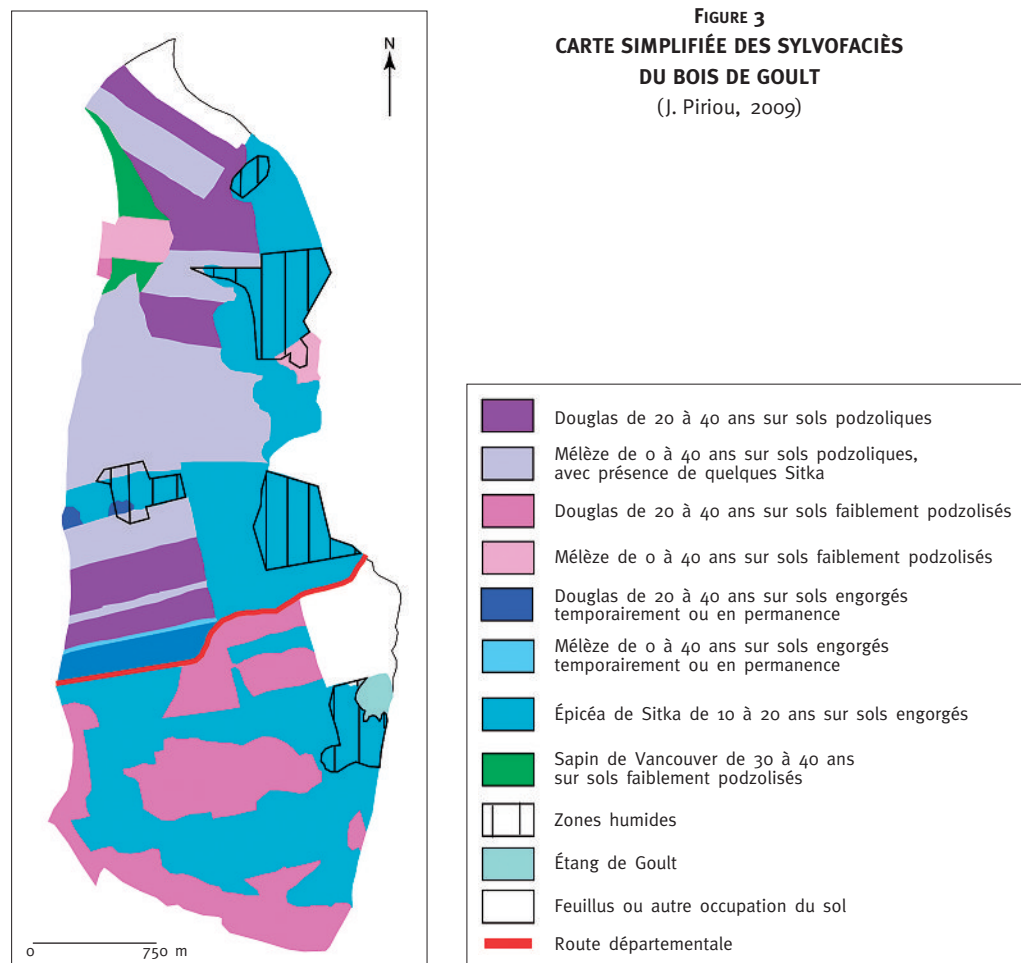 FIGURE 3
CARTE SIMPLIFIÉE DES SYLVOFACIÈS
DU BOIS DE GOULT
(J. Piriou, 2009)
N
0 750 m
Douglas de 20 à 40 ans sur sols podzoliques
Mélèze de 0 à 40 ans sur sols podzoliques,
avec présence de quelques Sitka
Douglas de 20 à 40 ans sur sols faiblement podzolisés
Mélèze de 0 à 40 ans sur sols faiblement podzolisés
Douglas de 20 à 40 ans sur sols engorgés
temporairement ou en permanence
Mélèze de 0 à 40 ans sur sols engorgés
temporairement ou en permanence
Épicéa de Sitka de 10 à 20 ans sur sols engorgés
Sapin de Vancouver de 30 à 40 ans
sur sols faiblement podzolisés
Zones humides
Étang de Goult
Feuillus ou autre occupation du sol
Route départementale